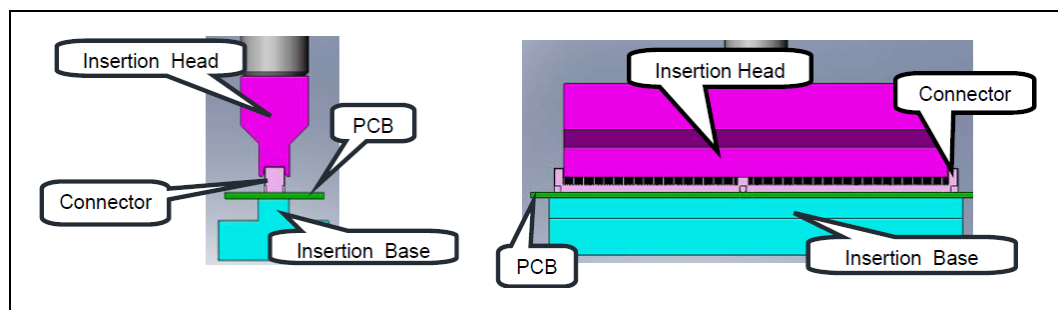 Insertion Head
PCB
Connector
Insertion Base
Insertion Head
Connector
PCB
Insertion Base